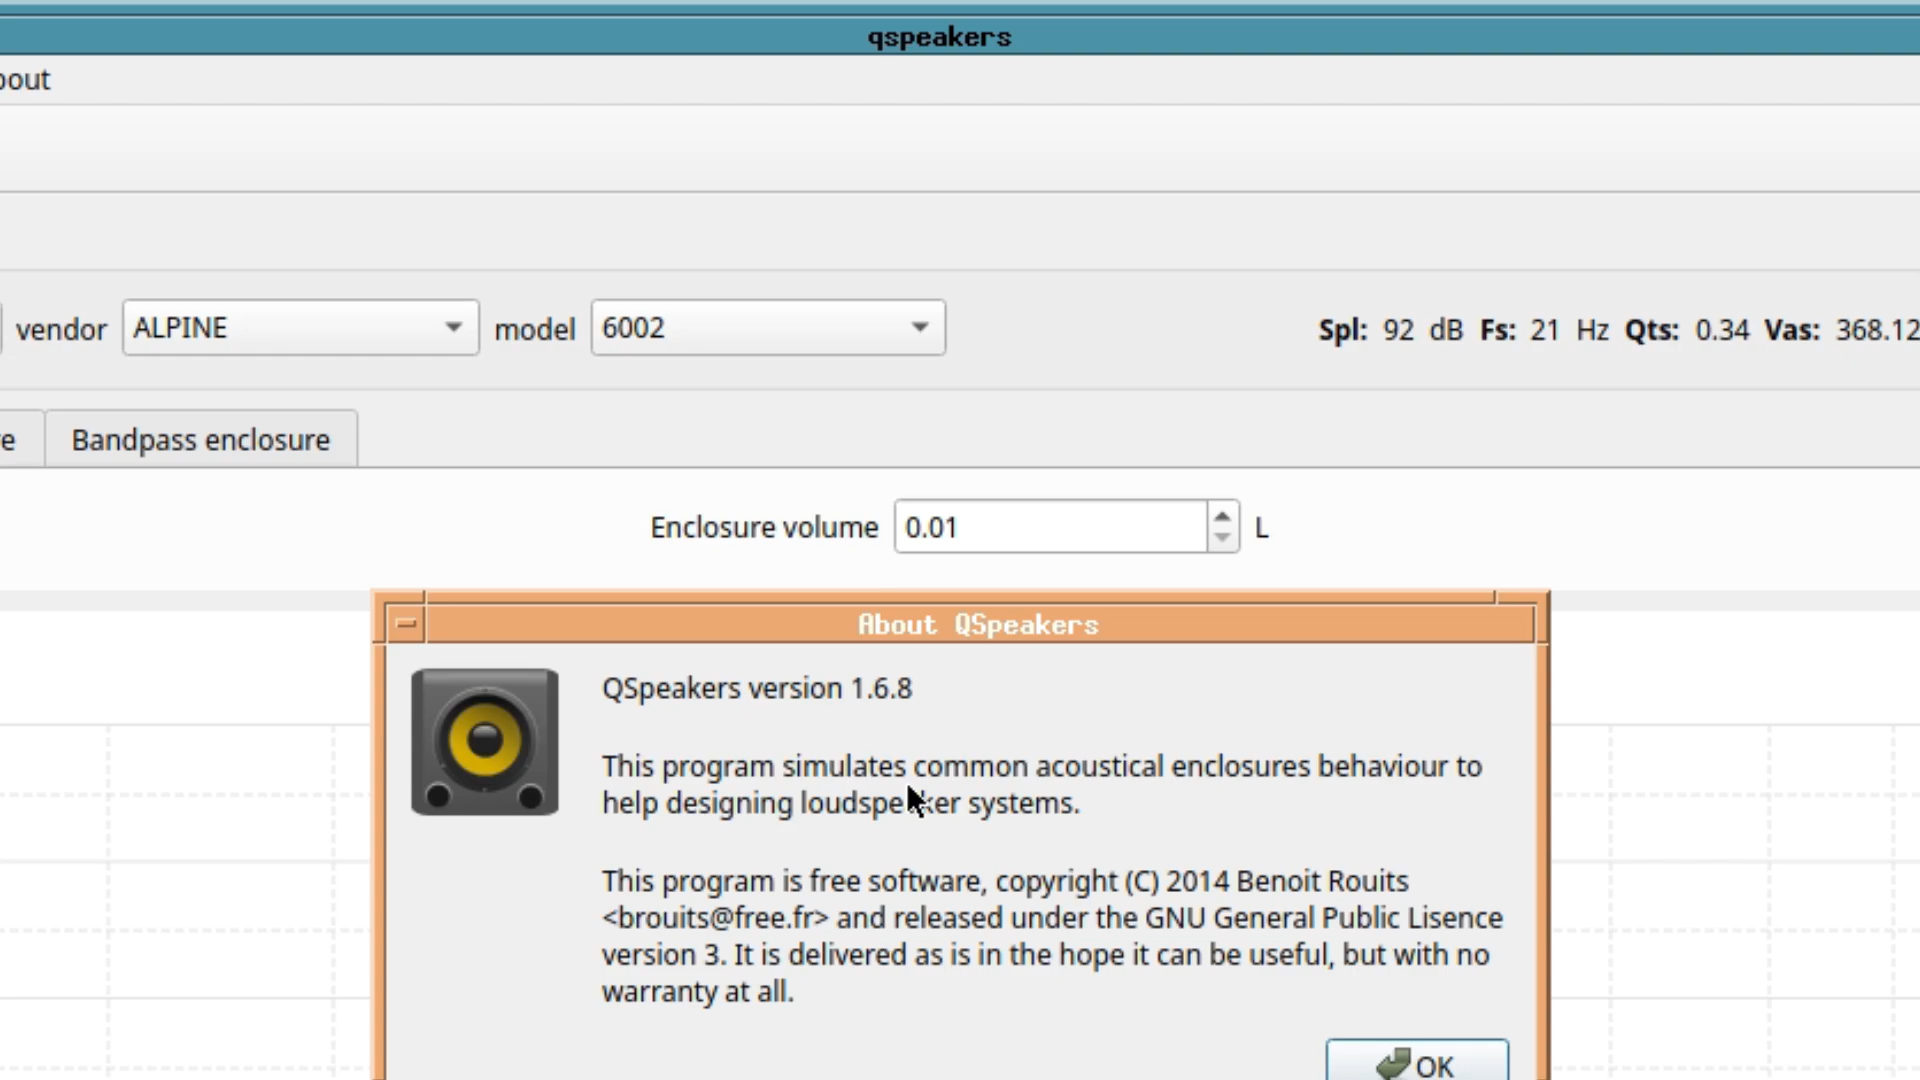 qspeakers
bout
vendor ALPINE model 6002 Spl: 92 dB Fs: 21 Hz Qts: 0.34 Vas: 368.12
e Bandpass enclosure
Enclosure volume 0.01 L
About QSpeakers
QSpeakers version 1.6.8
This program simulates common acoustical enclosures behaviour to
help designing loudspeaker systems.
This program is free software, copyright (C) 2014 Benoit Rouits
<brouits@free.fr> and released under the GNU General Public Lisence
version 3. It is delivered as is in the hope it can be useful, but with no
warranty at all.
OK